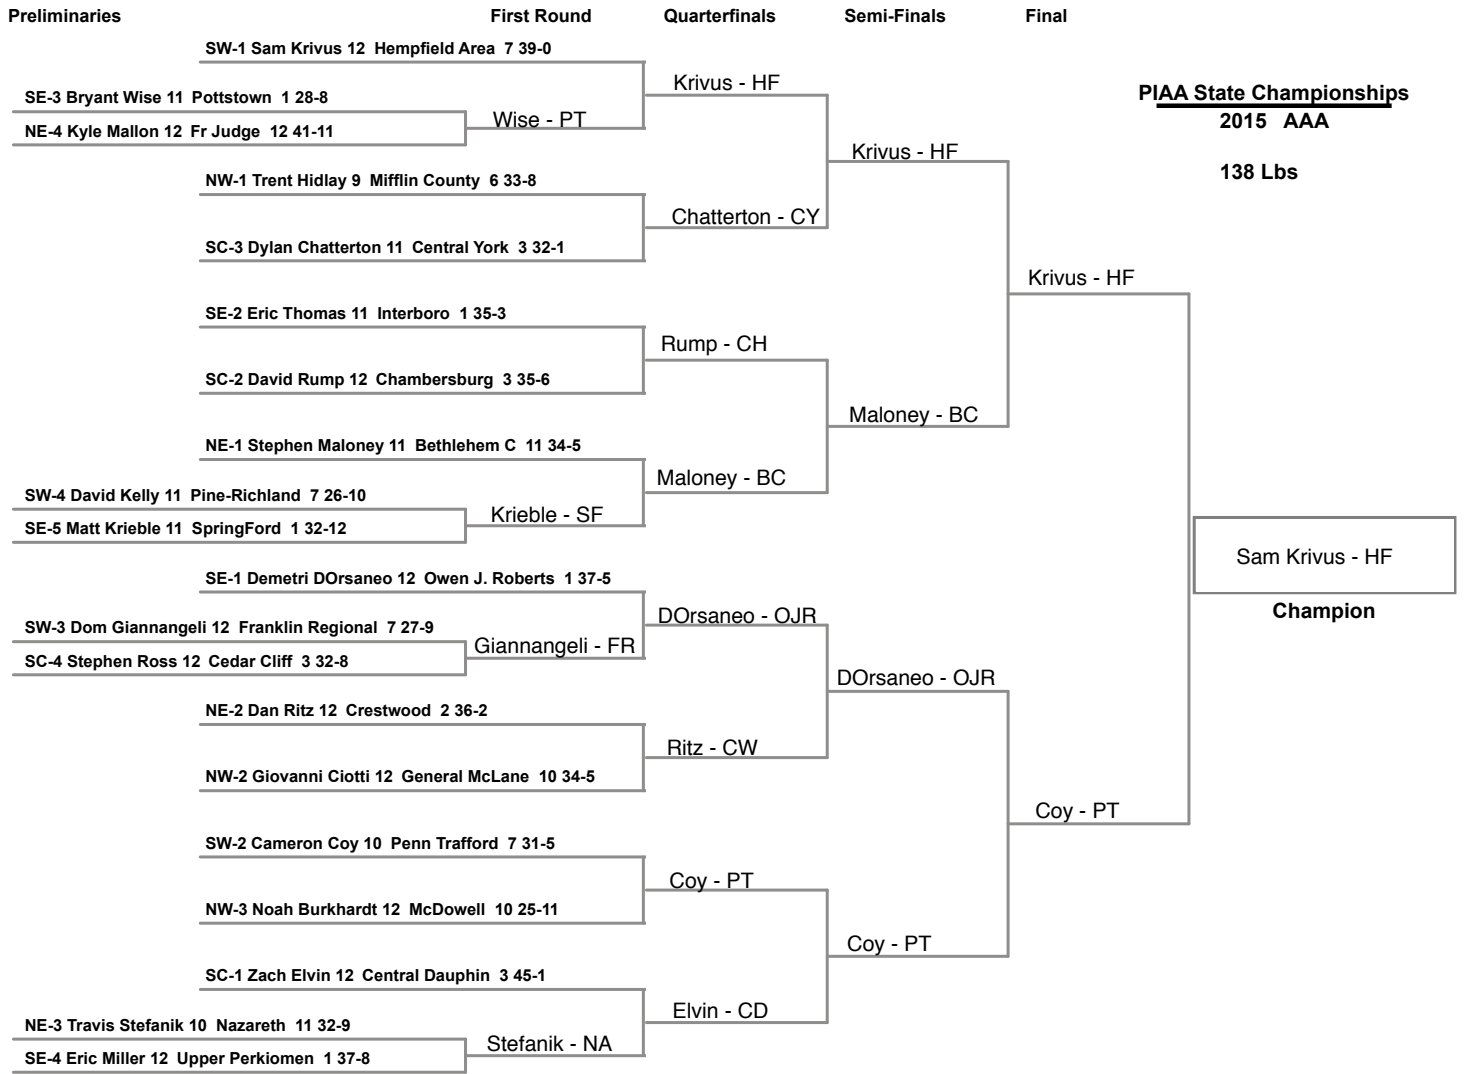 Preliminaries First Round Quarterfinals Semi-Finals Final
SW-1 Sam Krivus 12 Hempfield Area 7 39-0
Krivus - HF
PIAA State Championships
SE-3 Bryant Wise 11 Pottstown 1 28-8
Wise - PT
2015 AAA
NE-4 Kyle Mallon 12 Fr Judge 12 41-11
Krivus - HF
138 Lbs
NW-1 Trent Hidlay 9 Mifflin County 6 33-8
Chatterton - CY
SC-3 Dylan Chatterton 11 Central York 3 32-1
Krivus - HF
SE-2 Eric Thomas 11 Interboro 1 35-3
Rump - CH
SC-2 David Rump 12 Chambersburg 3 35-6
Maloney - BC
NE-1 Stephen Maloney 11 Bethlehem C 11 34-5
Maloney - BC
SW-4 David Kelly 11 Pine-Richland 7 26-10
Krieble - SF
SE-5 Matt Krieble 11 SpringFord 1 32-12
Sam Krivus - HF
SE-1 Demetri DOrsaneo 12 Owen J. Roberts 1 37-5
Champion
DOrsaneo - OJR
SW-3 Dom Giannangeli 12 Franklin Regional 7 27-9
Giannangeli - FR
SC-4 Stephen Ross 12 Cedar Cliff 3 32-8
DOrsaneo - OJR
NE-2 Dan Ritz 12 Crestwood 2 36-2
Ritz - CW
NW-2 Giovanni Ciotti 12 General McLane 10 34-5
Coy - PT
SW-2 Cameron Coy 10 Penn Trafford 7 31-5
Coy - PT
NW-3 Noah Burkhardt 12 McDowell 10 25-11
Coy - PT
SC-1 Zach Elvin 12 Central Dauphin 3 45-1
Elvin - CD
NE-3 Travis Stefanik 10 Nazareth 11 32-9
Stefanik - NA
SE-4 Eric Miller 12 Upper Perkiomen 1 37-8